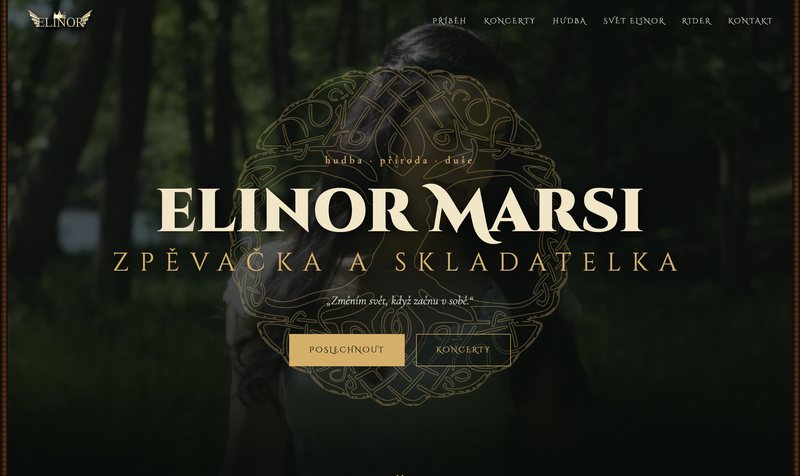 ELINOR
PŘÍBĚH KONCERTY HUDBA SVĚT ELINOR RIDER KONTAKT
hudba · příroda · duše
ELINOR MARSI
ZPĚVAČKA A SKLADATELKA
„Změním svět, když začnu v sobě.“
POSLECHNOUT KONCERTY